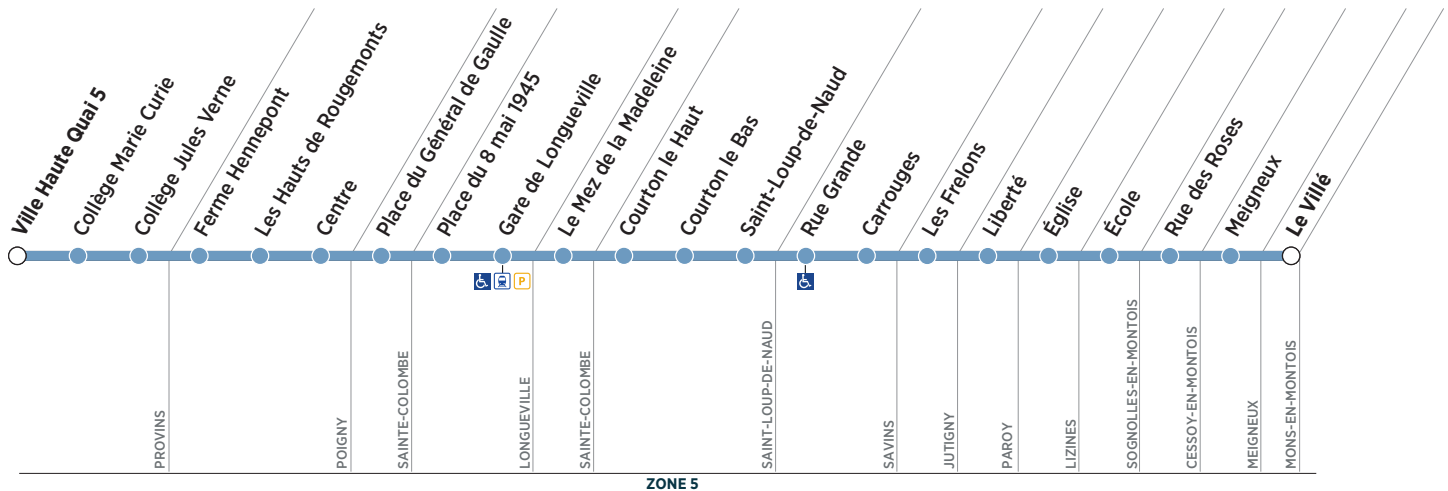 Ville Haute Quai 5
Collège Marie Curie
Collège Jules Verne
Ferme Hennepont
Les Hauts de Rougemonts
Centre
Place du Général de Gaulle
Place du 8 mai 1945
Gare de Longueville
Le Mez de la Madeleine
Courton le Haut
Courton le Bas
Saint-Loup-de-Naud
Rue Grande
Carrouges
Les Frelons
Liberté
Église
École
Rue des Roses
Meigneux
Le Villé
P
PROVINS
POIGNY
SAINTE-COLOMBE
LONGUEVILLE
SAINTE-COLOMBE
SAINT-LOUP-DE-NAUD
SAVINS
JUTIGNY
PAROY
LIZINES
SOGNOLLES-EN-MONTOIS
CESSOY-EN-MONTOIS
MEIGNEUX
MONS-EN-MONTOIS
ZONE 5